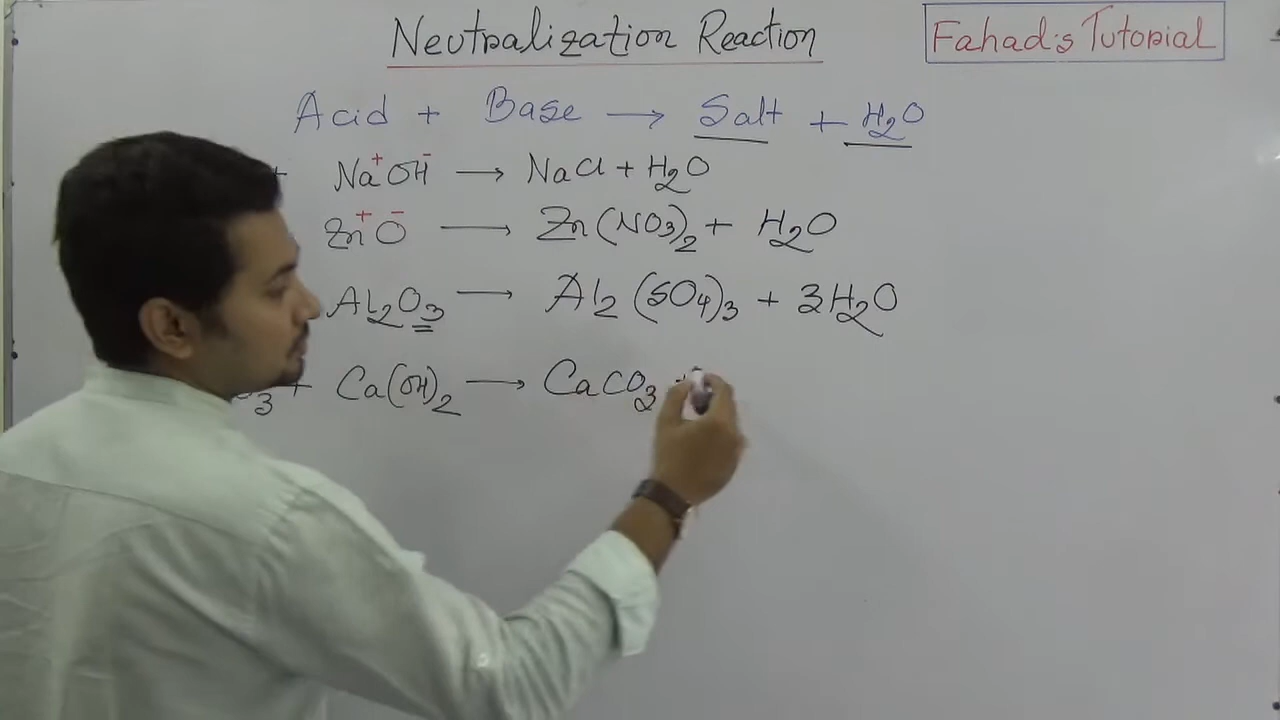 Neutralization Reaction
Fahad's Tutorial
Acid + Base → Salt + H₂O
+ Na⁺OH⁻ → NaCl + H₂O
Zn⁺O⁻ → Zn(NO₃)₂ + H₂O
Al₂O₃ → Al₂(SO₄)₃ + 3H₂O
O₃ + Ca(OH)₂ → CaCO₃